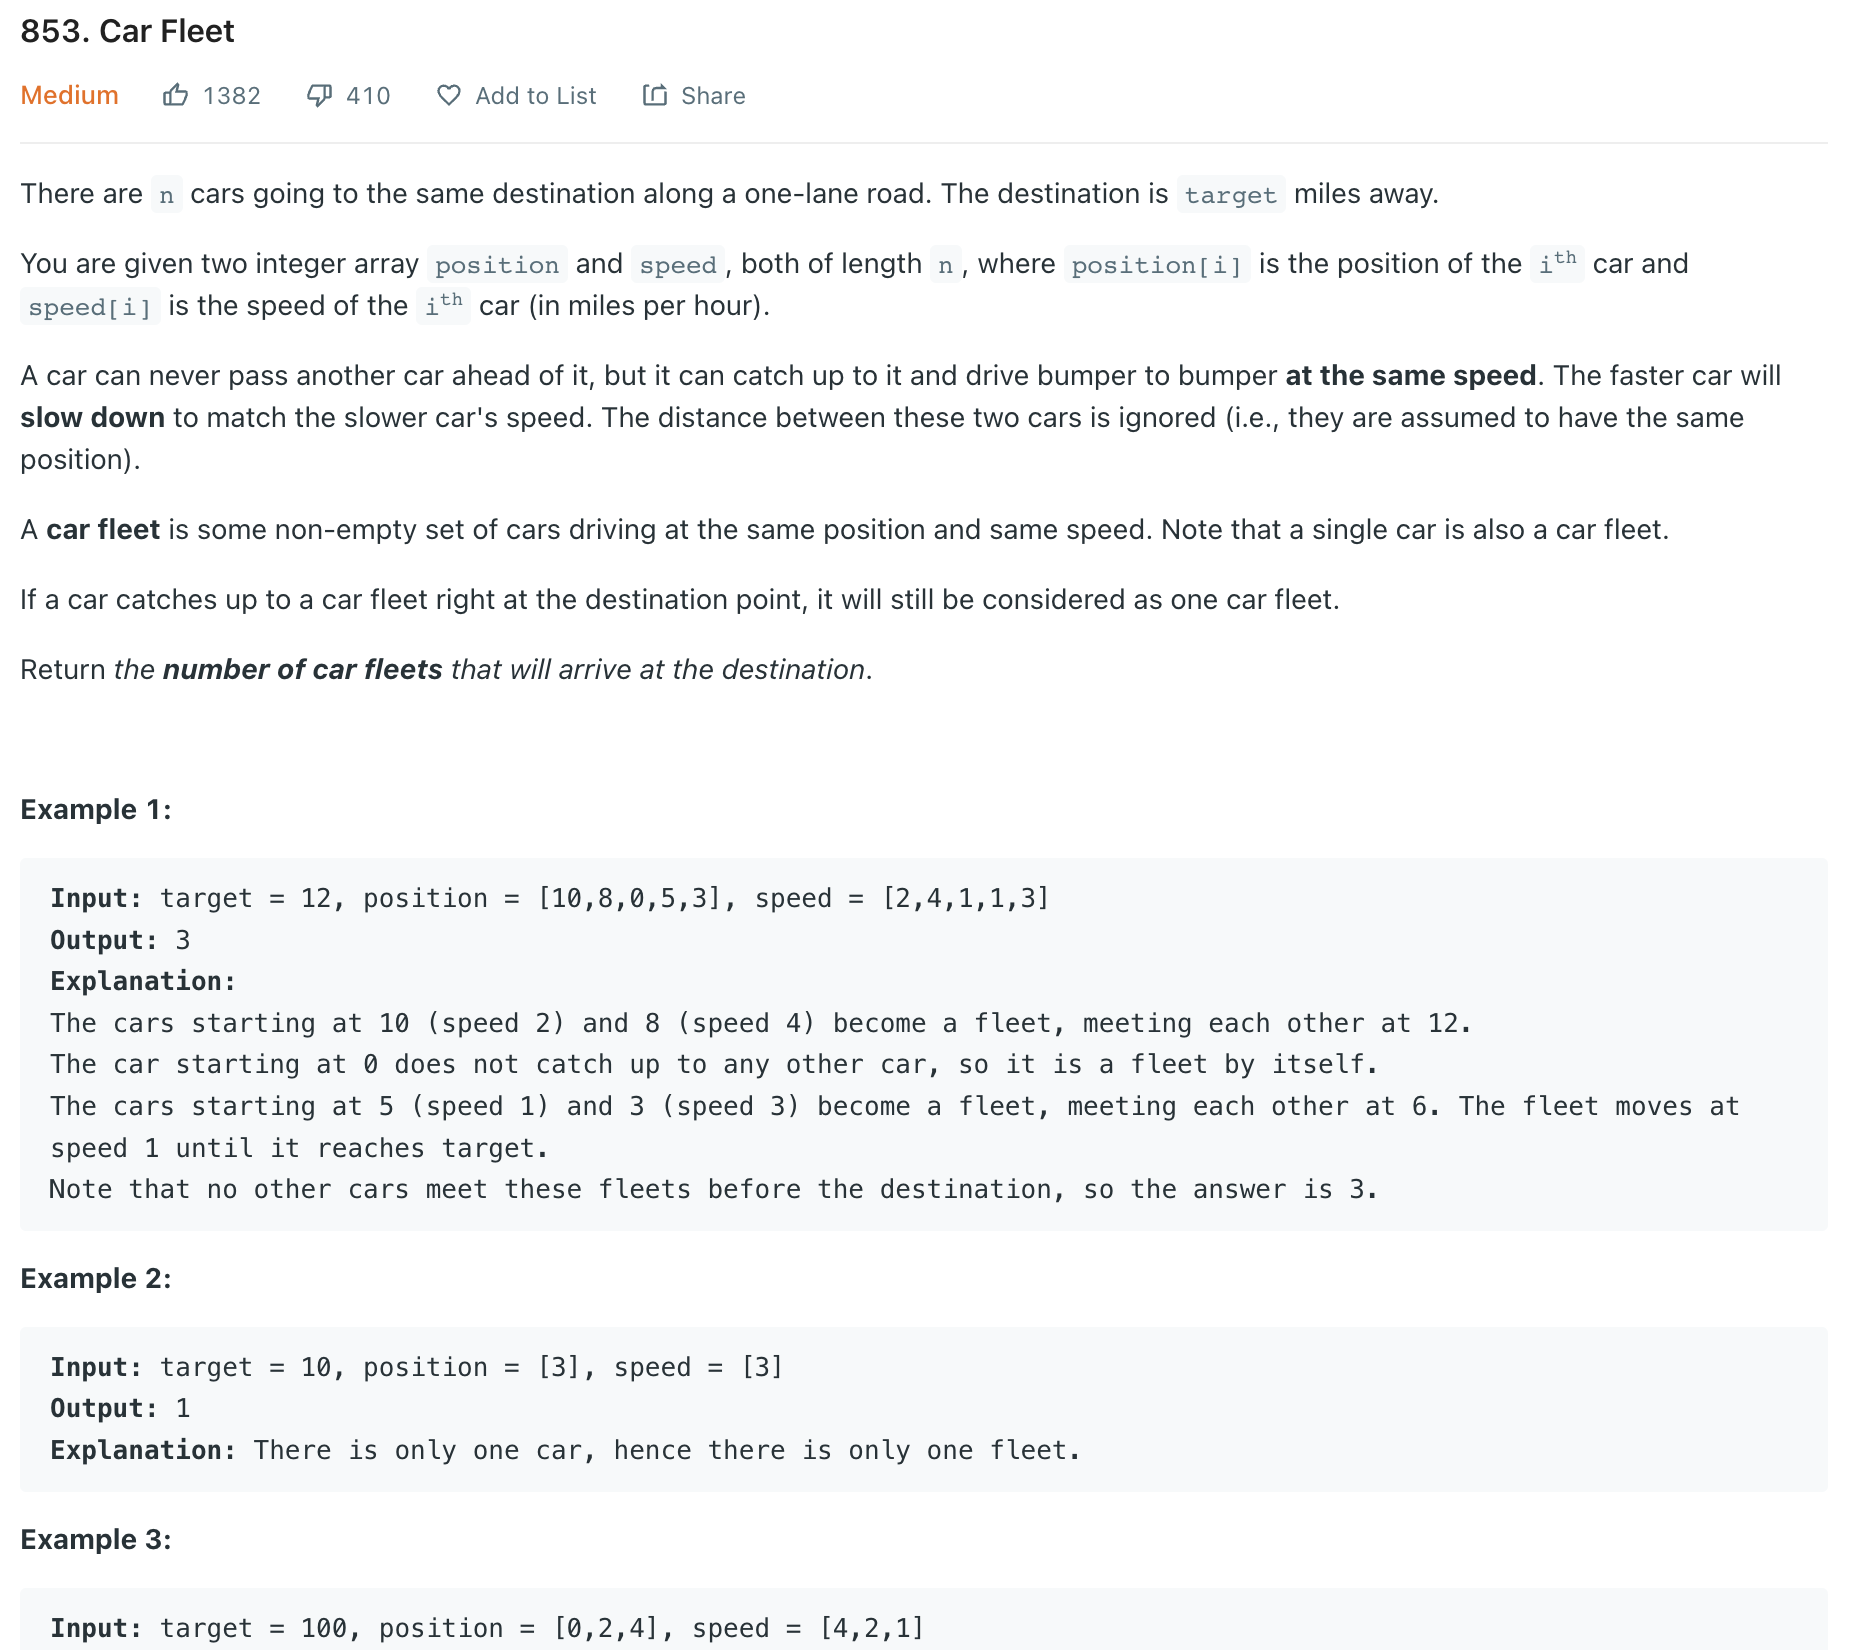 853. Car Fleet
Medium 1382 410 Add to List Share
There are n cars going to the same destination along a one-lane road. The destination is target miles away.
You are given two integer array position and speed, both of length n, where position[i] is the position of the ith car and
speed[i] is the speed of the ith car (in miles per hour).
A car can never pass another car ahead of it, but it can catch up to it and drive bumper to bumper at the same speed. The faster car will
slow down to match the slower car's speed. The distance between these two cars is ignored (i.e., they are assumed to have the same
position).
A car fleet is some non-empty set of cars driving at the same position and same speed. Note that a single car is also a car fleet.
If a car catches up to a car fleet right at the destination point, it will still be considered as one car fleet.
Return the number of car fleets that will arrive at the destination.
Example 1:
Input: target = 12, position = [10,8,0,5,3], speed = [2,4,1,1,3]
Output: 3
Explanation:
The cars starting at 10 (speed 2) and 8 (speed 4) become a fleet, meeting each other at 12.
The car starting at 0 does not catch up to any other car, so it is a fleet by itself.
The cars starting at 5 (speed 1) and 3 (speed 3) become a fleet, meeting each other at 6. The fleet moves at
speed 1 until it reaches target.
Note that no other cars meet these fleets before the destination, so the answer is 3.
Example 2:
Input: target = 10, position = [3], speed = [3]
Output: 1
Explanation: There is only one car, hence there is only one fleet.
Example 3:
Input: target = 100, position = [0,2,4], speed = [4,2,1]